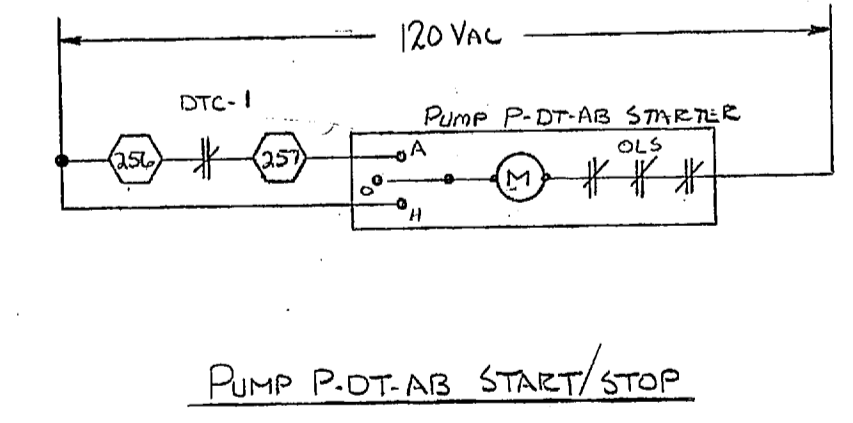 120 VAC
DTC-1
PUMP P-DT-AB STARTER
256
257
A
OLS
O
M
H
PUMP P-DT-AB START/STOP